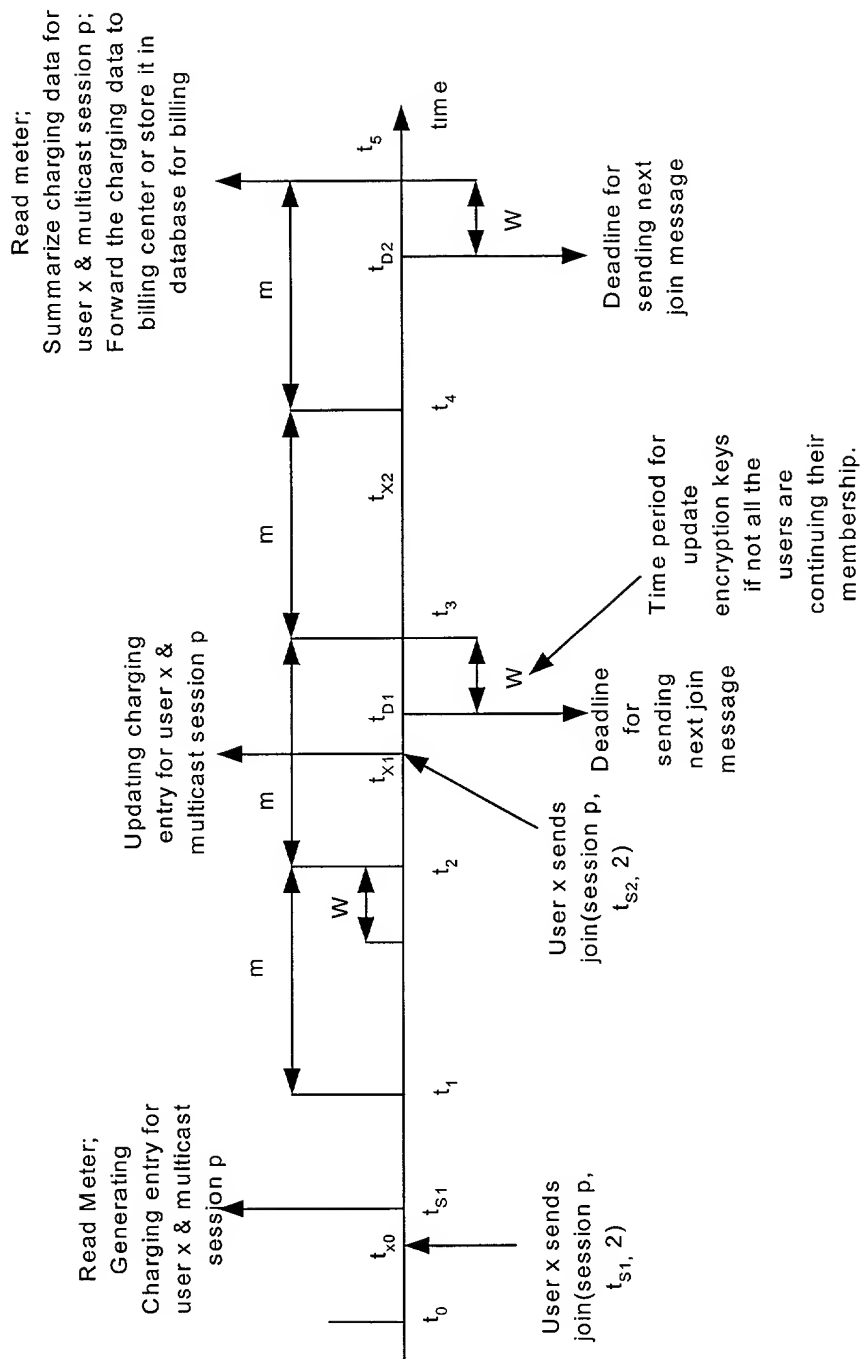 Read Meter;
Generating
Charging entry for
user x & multicast
session p
Updating charging
entry for user x &
multicast session p
Read meter;
Summarize charging data for
user x & multicast session p;
Forward the charging data to
billing center or store it in
database for billing
m
m
m
m
W
t0
tx0
tS1
t1
t2
tX1
tD1
t3
tX2
t4
tD2
t5
time
W
W
User x sends
join(session p,
tS1, 2)
User x sends
join(session p,
tS2, 2)
Deadline
for
sending
next join
message
Time period for
update
encryption keys
if not all the
users are
continuing their
membership.
Deadline for
sending next
join message